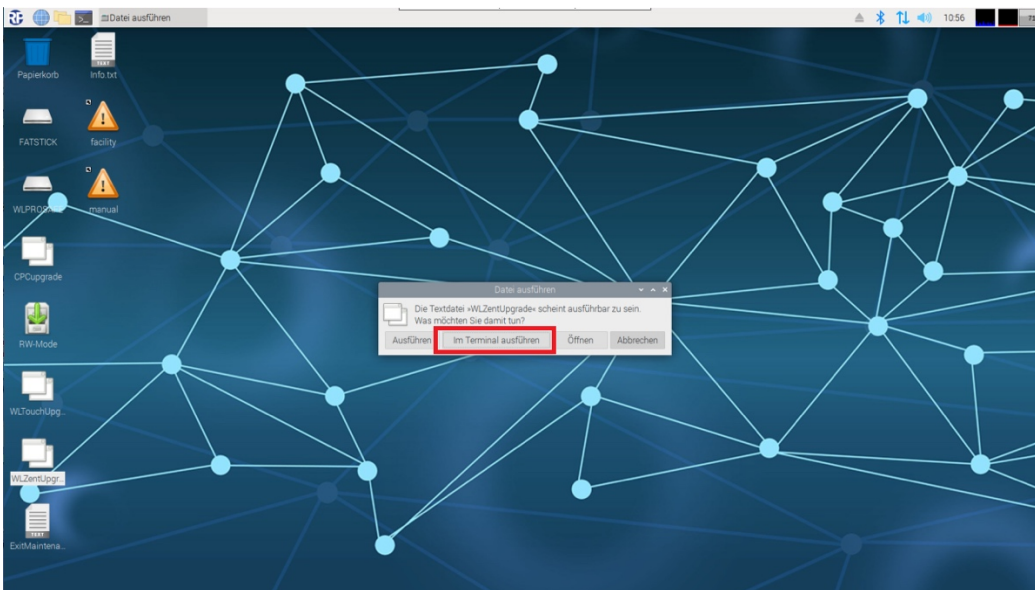 Datei ausführen
10:56
Papierkorb
Info.txt
FATSTICK
facility
manual
CPCupgrade
RW-Mode
WLTouchUpg...
WLZentUpgr...
ExitMaintena...
Datei ausführen
Die Textdatei »WLZentUpgrade« scheint ausführbar zu sein.
Was möchten Sie damit tun?
Ausführen
Im Terminal ausführen
Öffnen
Abbrechen